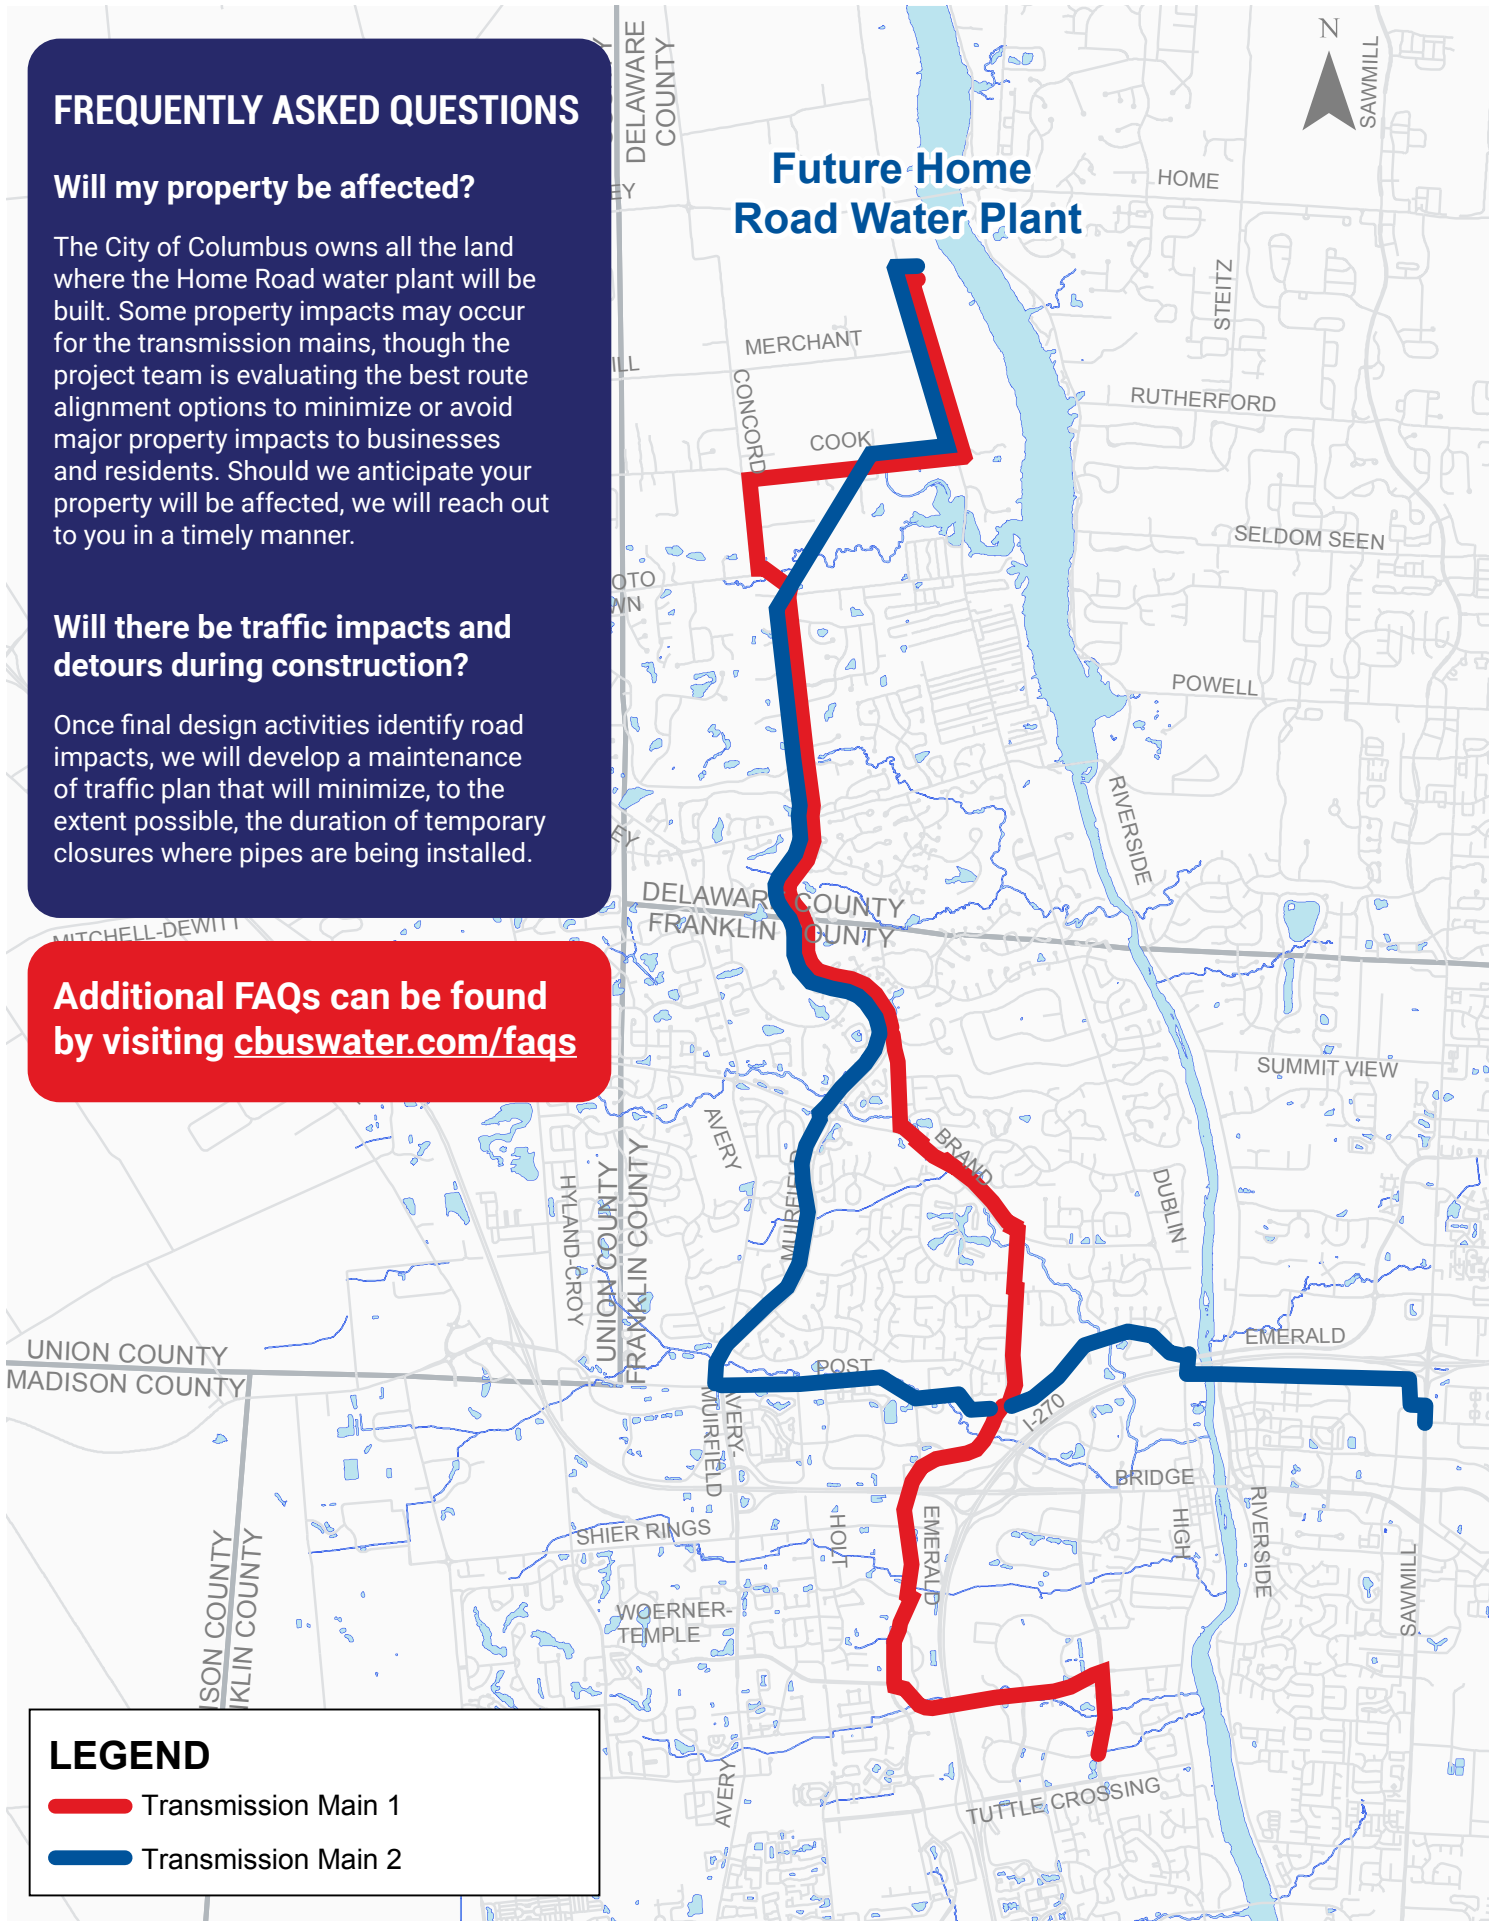 FREQUENTLY ASKED QUESTIONS
Will my property be affected?
The City of Columbus owns all the land
where the Home Road water plant will be
built. Some property impacts may occur
for the transmission mains, though the
project team is evaluating the best route
alignment options to minimize or avoid
major property impacts to businesses
and residents. Should we anticipate your
property will be affected, we will reach out
to you in a timely manner.
Will there be traffic impacts and
detours during construction?
Once final design activities identify road
impacts, we will develop a maintenance
of traffic plan that will minimize, to the
extent possible, the duration of temporary
closures where pipes are being installed.
Additional FAQs can be found
by visiting cbuswater.com/faqs
DELAWARE
COUNTY
N
SAWMILL
Future Home
Road Water Plant
HOME
STEITZ
MERCHANT
CONCORD
RUTHERFORD
COOK
SELDOM SEEN
POWELL
RIVERSIDE
DELAWARE COUNTY
FRANKLIN COUNTY
MITCHELL-DEWITT
SUMMIT VIEW
AVERY
BRAND
MUIRFIELD
DUBLIN
HYLAND-CROY
UNION COUNTY
FRANKLIN COUNTY
UNION COUNTY
MADISON COUNTY
EMERALD
POST
I-270
AVERY-
MUIRFIELD
BRIDGE
HIGH
RIVERSIDE
SHIER RINGS
HOLT
EMERALD
SAWMILL
WOERNER-
TEMPLE
AVERY
TUTTLE CROSSING
LEGEND
Transmission Main 1
Transmission Main 2